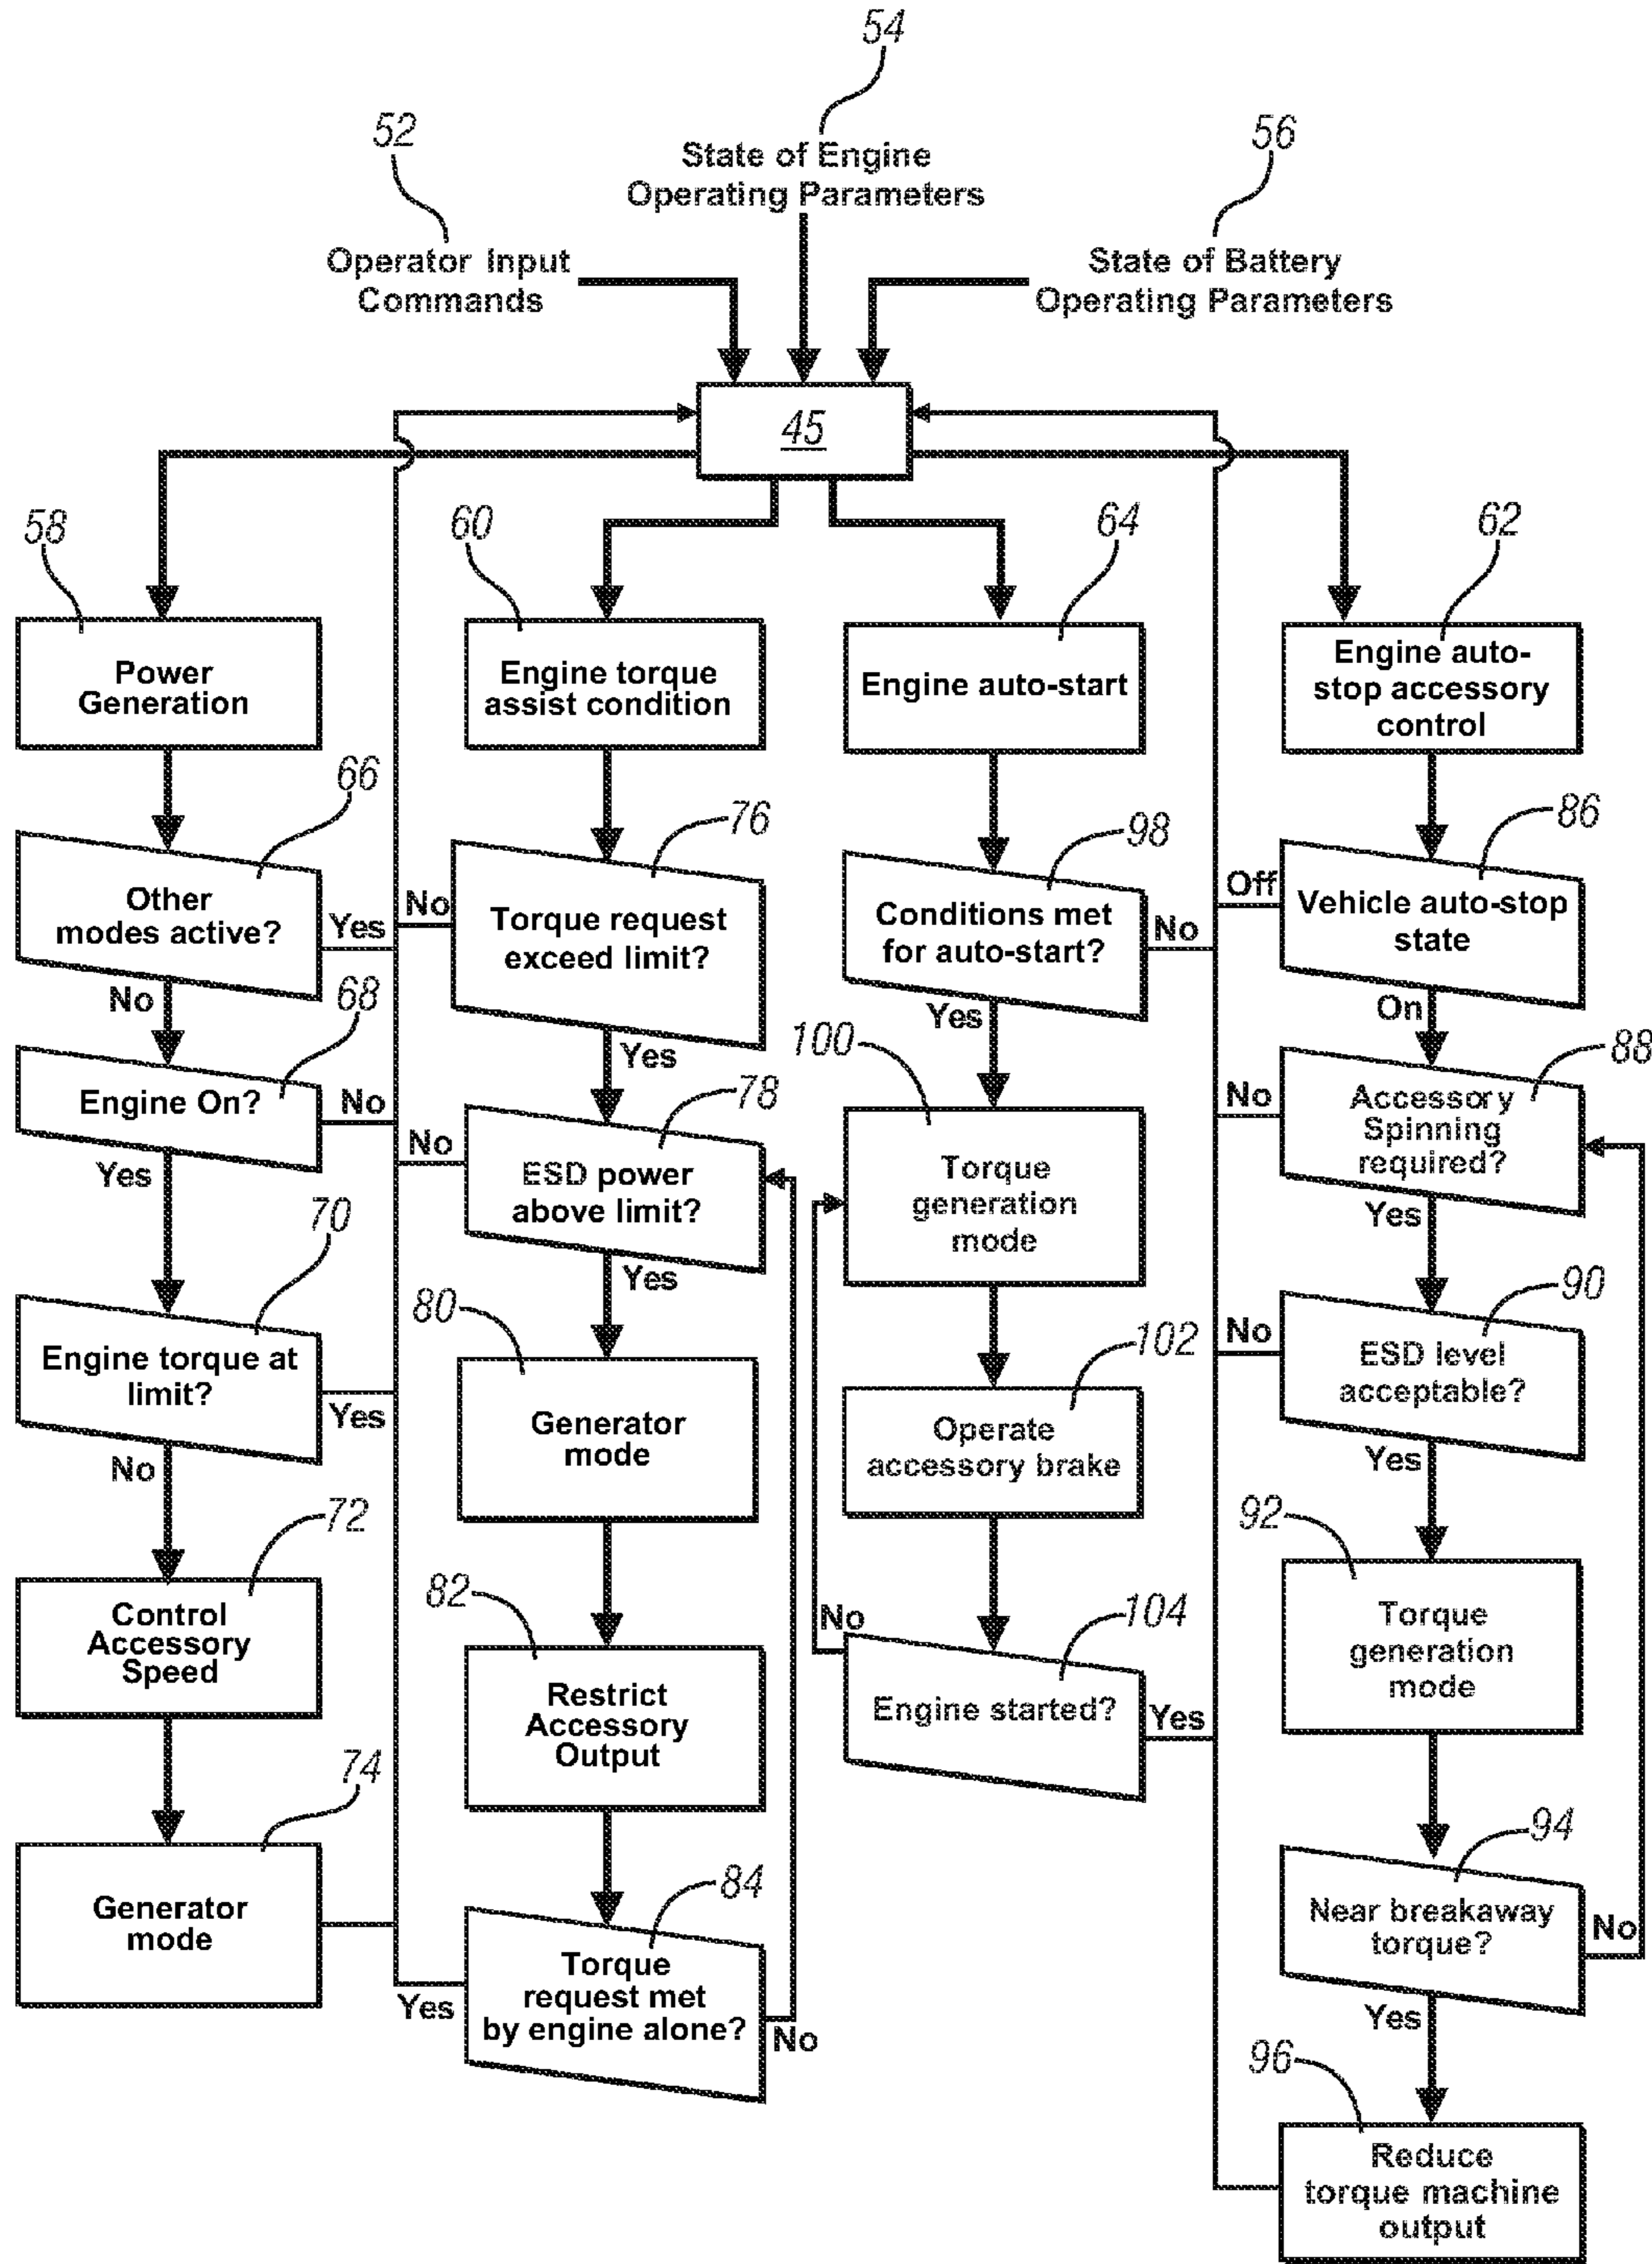 54
52
State of Engine
Operating Parameters
56
Operator Input
Commands
State of Battery
Operating Parameters
45
58
Power
Generation
66
Other
modes active?
Yes
No
68
Engine On?
No
Yes
70
Engine torque at
limit?
Yes
No
72
Control
Accessory
Speed
74
Generator
mode
60
Engine torque
assist condition
76
No
Torque request
exceed limit?
Yes
78
No
ESD power
above limit?
Yes
80
Generator
mode
82
Restrict
Accessory
Output
84
Torque
request met
by engine alone?
Yes
No
64
Engine auto-start
98
Conditions met
for auto-start?
No
Yes
100
Torque
generation
mode
102
Operate
accessory brake
No
104
Engine started?
Yes
62
Engine auto-
stop accessory
control
86
Off
Vehicle auto-stop
state
On
88
No
Accessory
Spinning
required?
Yes
90
No
ESD level
acceptable?
Yes
92
Torque
generation
mode
94
Near breakaway
torque?
No
Yes
96
Reduce
torque machine
output